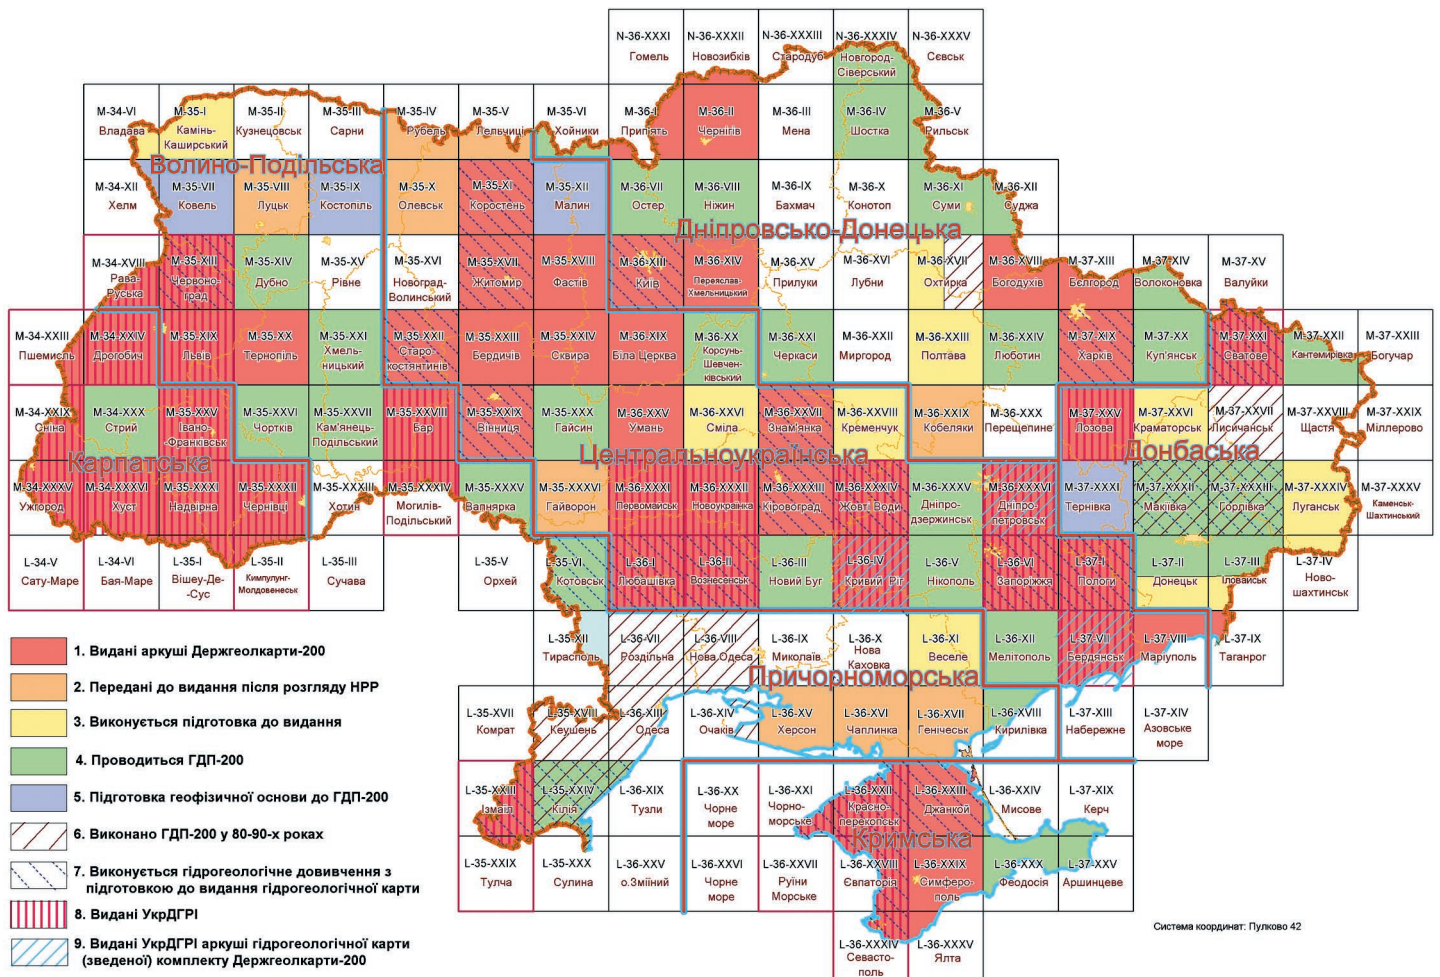 N-36-XXXI N-36-XXXII N-36-XXXIII N-36-XXXIV N-36-XXXV
Гомель Новозибків Стародуб Новгород-Сіверський Сєвськ
M-34-VI M-35-I M-35-II M-35-III M-35-IV M-35-V M-35-VI M-36-I M-36-II M-36-III M-36-IV M-36-V
Владава Камінь-Каширський Кузнецовськ Сарни Рубель Лельчиці Хойники Прип'ять Чернігів Мена Шостка Рильськ
Волино-Подільська
M-34-XII M-35-VII M-35-VIII M-35-IX M-35-X M-35-XI M-35-XII M-36-VII M-36-VIII M-36-IX M-36-X M-36-XI M-36-XII
Хелм Ковель Луцьк Костопіль Олевськ Коростень Малин Остер Ніжин Бахмач Конотоп Суми Суджа
Дніпровсько-Донецька
M-34-XVIII M-35-XIII M-35-XIV M-35-XV M-35-XVI M-35-XVII M-35-XVIII M-36-XIII M-36-XIV M-36-XV M-36-XVI M-36-XVII M-36-XVIII M-37-XIII M-37-XIV M-37-XV
Рава-Руська Червоно-град Дубно Рівне Новоград-Волинський Житомир Фастів Київ Переяслав-Хмельницький Прилуки Лубни Охтирка Богодухів Бєлгород Волоконовка Валуйки
M-34-XXIII M-34-XXIV M-35-XIX M-35-XX M-35-XXI M-35-XXII M-35-XXIII M-35-XXIV M-36-XIX M-36-XX M-36-XXI M-36-XXII M-36-XXIII M-36-XXIV M-37-XIX M-37-XX M-37-XXI M-37-XXII M-37-XXIII
Пшемисль Дрогобич Львів Тернопіль Хмель-ницький Старо-костянтинів Бердичів Сквира Біла Церква Корсунь-Шевчен-ківський Черкаси Миргород Полтава Люботин Харків Куп'янськ Сватове Кантемирівка Богучар
M-34-XXIX M-34-XXX M-35-XXV M-35-XXVI M-35-XXVII M-35-XXVIII M-35-XXIX M-35-XXX M-36-XXV M-36-XXVI M-36-XXVII M-36-XXVIII M-36-XXIX M-36-XXX M-37-XXV M-37-XXVI M-37-XXVII M-37-XXVIII M-37-XXIX
Сніна Стрий Івано-Франківськ Чортків Кам'янець-Подільський Бар Вінниця Гайсин Умань Сміла Знам'янка Кременчук Кобеляки Перещепине Лозова Краматорськ Лисичанськ Щастя Міллерово
Карпатська Центральноукраїнська Донбаська
M-34-XXXV M-34-XXXVI M-35-XXXI M-35-XXXII M-35-XXXIII M-35-XXXIV M-35-XXXV M-35-XXXVI M-36-XXXI M-36-XXXII M-36-XXXIII M-36-XXXIV M-36-XXXV M-36-XXXVI M-37-XXXI M-37-XXXII M-37-XXXIII M-37-XXXIV M-37-XXXV
Ужгород Хуст Надвірна Чернівці Хотин Могилів-Подільський Вапнярка Гайворон Первомайськ Новоукраїнка Кіровоград Жовті Води Дніпро-дзержинськ Дніпро-петровськ Тернівка Макіївка Горлівка Луганськ Каменськ-Шахтинський
L-34-V L-34-VI L-35-I L-35-II L-35-III L-35-V L-35-VI L-36-I L-36-II L-36-III L-36-IV L-36-V L-36-VI L-37-I L-37-II L-37-III L-37-IV
Сату-Маре Бая-Маре Вішеу-Де-Сус Кимпулунг-Молдовенеськ Сучава Орхей Котовськ Любашівка Вознесенськ Новий Буг Кривий Ріг Нікополь Запоріжжя Пологи Донецьк Іловайськ Ново-шахтинськ
L-35-XII L-36-VII L-36-VIII L-36-IX L-36-X L-36-XI L-36-XII L-37-VII L-37-VIII L-37-IX
Тирасполь Роздільна Нова Одеса Миколаїв Нова Каховка Веселе Мелітополь Бердянськ Маріуполь Таганрог
Причорноморська
L-35-XVII L-35-XVIII L-36-XIII L-36-XIV L-36-XV L-36-XVI L-36-XVII L-36-XVIII L-37-XIII L-37-XIV
Комрат Кеушень Одеса Очаків Херсон Чаплинка Генічеськ Кирилівка Набережне Азовське море
L-35-XXIII L-35-XXIV L-36-XIX L-36-XX L-36-XXI L-36-XXII L-36-XXIII L-36-XXIV L-37-XIX
Ізмаїл Кілія Тузли Чорне море Чорно-морське Красно-перекопськ Джанкой Мисове Керч
Кримська
L-35-XXIX L-35-XXX L-36-XXV L-36-XXVI L-36-XXVII L-36-XXVIII L-36-XXIX L-36-XXX L-37-XXV
Тулча Сулина о.Зміїний Чорне море Руїни Морське Євпаторія Симферо-поль Феодосія Аршинцеве
L-36-XXXIV L-36-XXXV
Севасто-поль Ялта
1. Видані аркуші Держгеолкарти-200
2. Передані до видання після розгляду НРР
3. Виконується підготовка до видання
4. Проводиться ГДП-200
5. Підготовка геофізичної основи до ГДП-200
6. Виконано ГДП-200 у 80-90-х роках
7. Виконується гідрогеологічне довивчення з
підготовкою до видання гідрогеологічної карти
8. Видані УкрДГРІ
9. Видані УкрДГРІ аркуші гідрогеологічної карти
(зведеної) комплекту Держгеолкарти-200
Система координат: Пулково 42